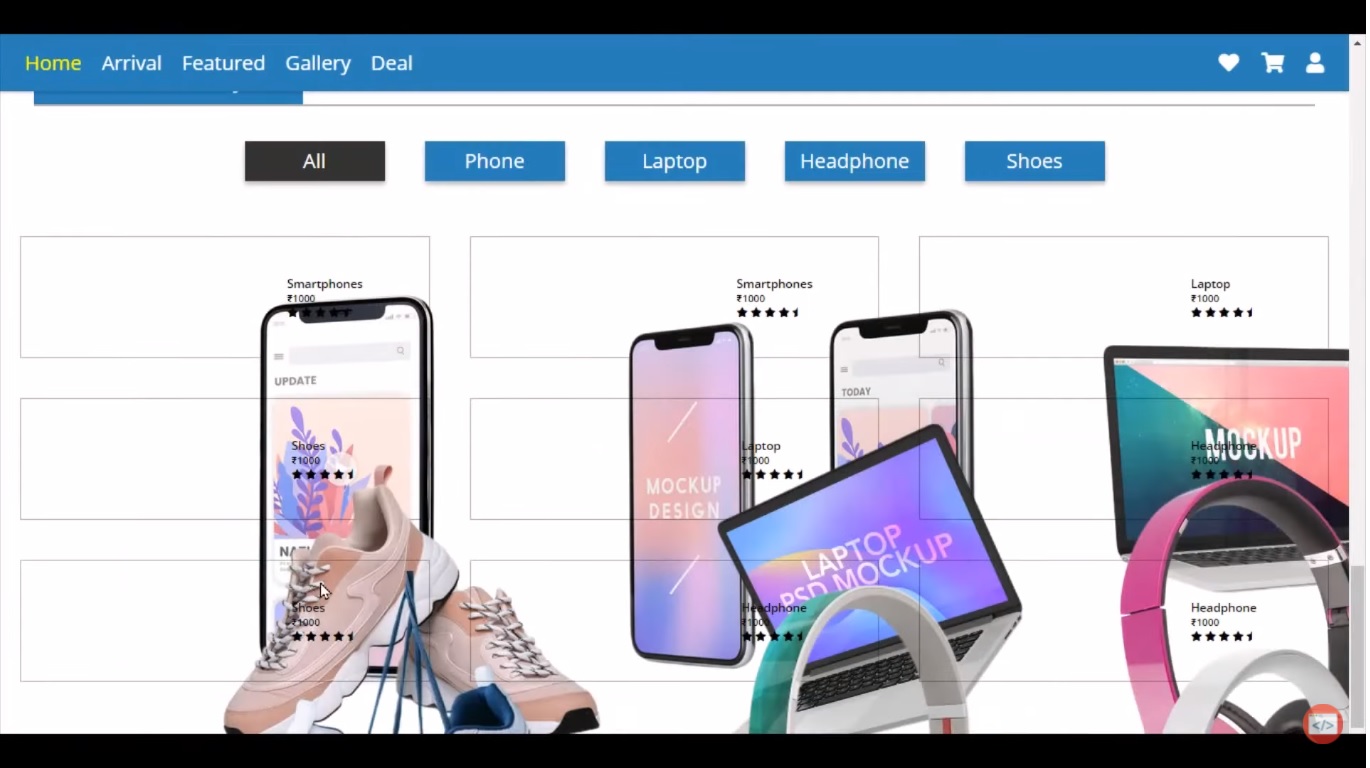 Home Arrival Featured Gallery Deal
All Phone Laptop Headphone Shoes
Smartphones
₹1000
Smartphones
₹1000
Laptop
₹1000
UPDATE
TODAY
Shoes
₹1000
Laptop
₹1000
Headphone
₹1000
MOCKUP
MOCKUP
DESIGN
LAPTOP
PSD MOCKUP
Shoes
₹1000
Headphone
₹1000
Headphone
₹1000